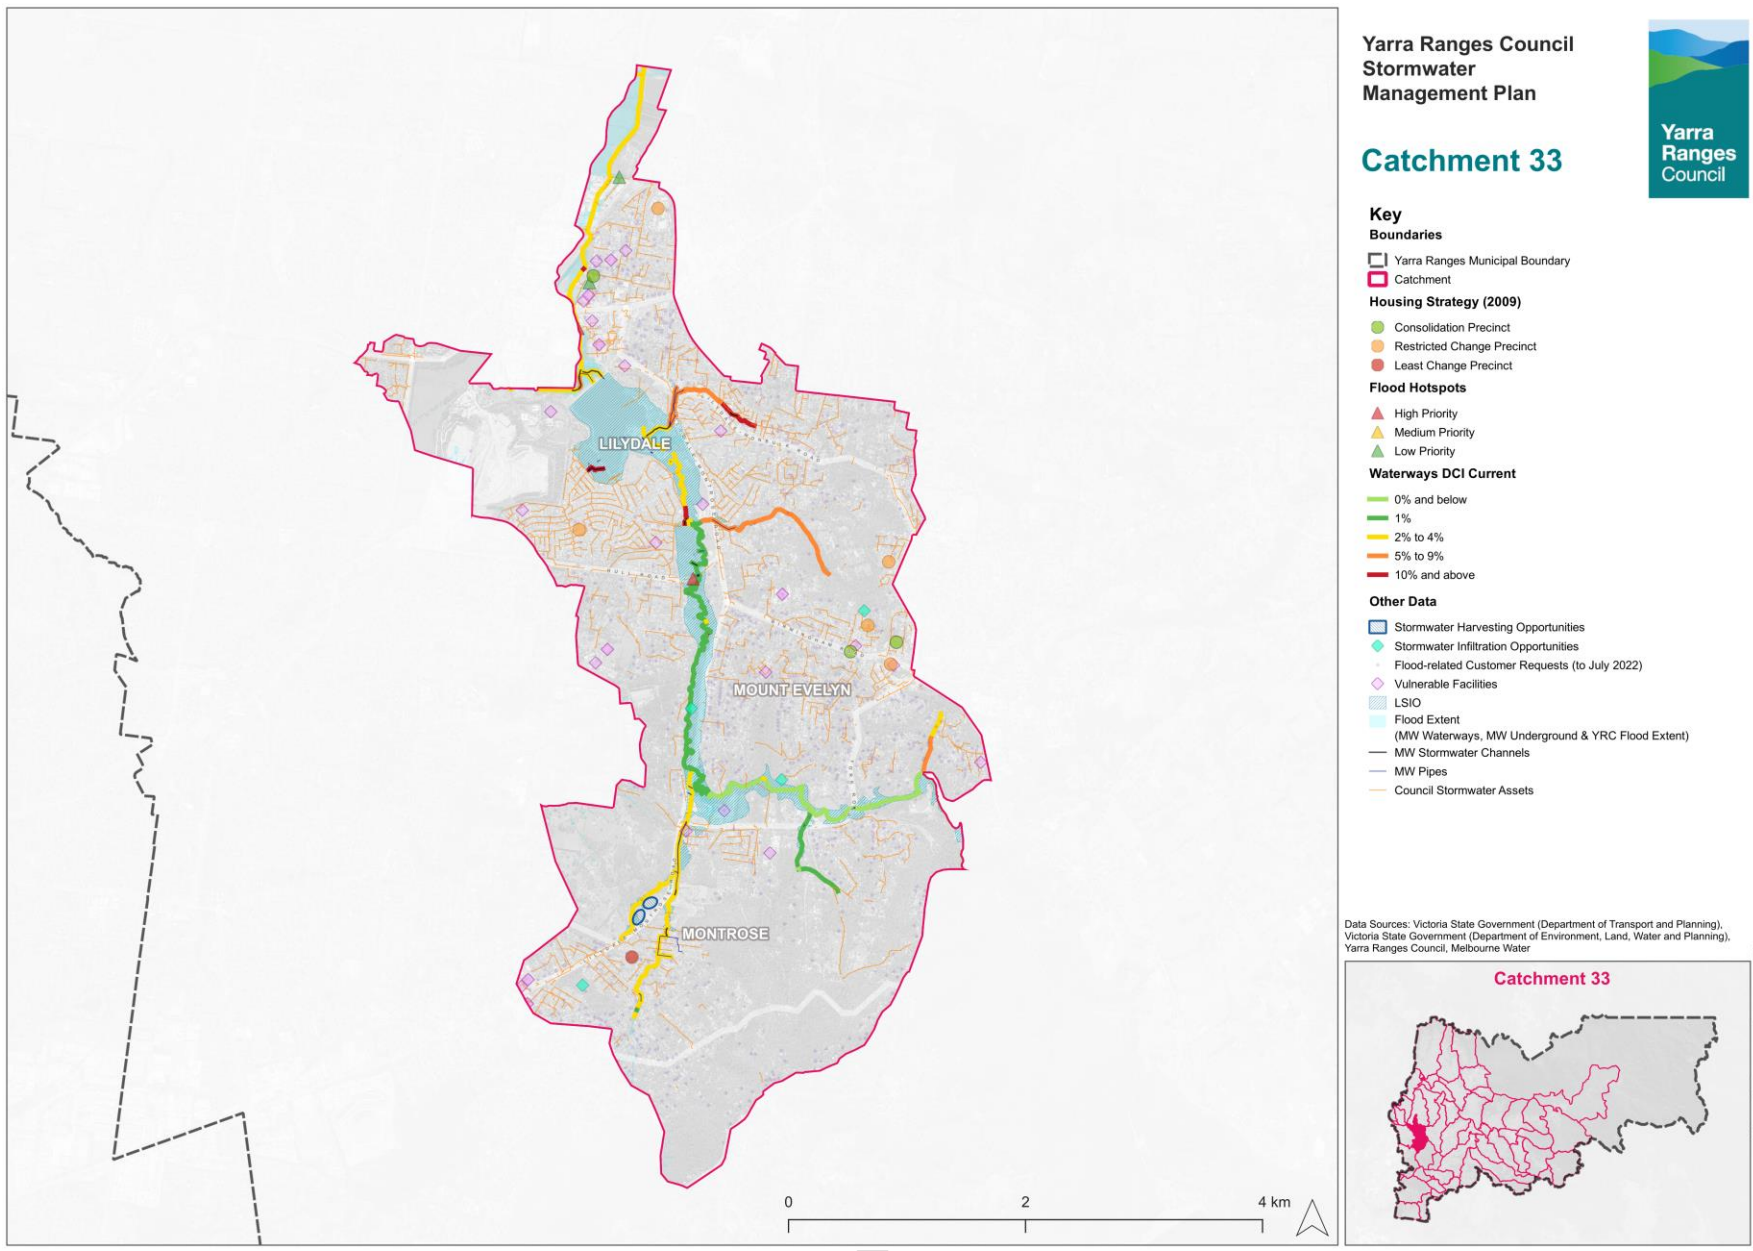 Yarra Ranges Council
Stormwater
Management Plan
Yarra
Ranges
Council
Catchment 33
Key
Boundaries
Yarra Ranges Municipal Boundary
Catchment
Housing Strategy (2009)
Consolidation Precinct
Restricted Change Precinct
Least Change Precinct
Flood Hotspots
High Priority
Medium Priority
Low Priority
Waterways DCI Current
0% and below
1%
2% to 4%
5% to 9%
10% and above
Other Data
Stormwater Harvesting Opportunities
Stormwater Infiltration Opportunities
Flood-related Customer Requests (to July 2022)
Vulnerable Facilities
LSIO
Flood Extent
(MW Waterways, MW Underground & YRC Flood Extent)
MW Stormwater Channels
MW Pipes
Council Stormwater Assets
LILYDALE
MOUNT EVELYN
MONTROSE
0 2 4 km
Data Sources: Victoria State Government (Department of Transport and Planning),
Victoria State Government (Department of Environment, Land, Water and Planning),
Yarra Ranges Council, Melbourne Water
Catchment 33